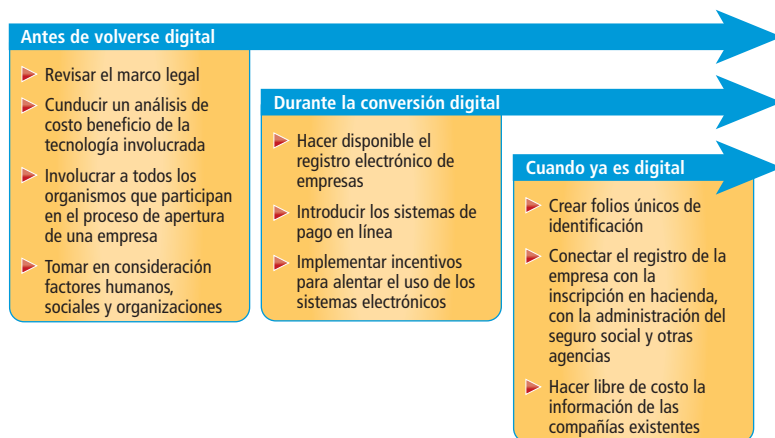 Antes de volverse digital
Revisar el marco legal
Cunducir un análisis de
costo beneficio de la
tecnología involucrada
Involucrar a todos los
organismos que participan
en el proceso de apertura
de una empresa
Tomar en consideración
factores humanos,
sociales y organizaciones
Durante la conversión digital
Hacer disponible el
registro electrónico de
empresas
Introducir los sistemas de
pago en línea
Implementar incentivos
para alentar el uso de los
sistemas electrónicos
Cuando ya es digital
Crear folios únicos de
identificación
Conectar el registro de la
empresa con la
inscripción en hacienda,
con la administración del
seguro social y otras
agencias
Hacer libre de costo la
información de las
compañías existentes